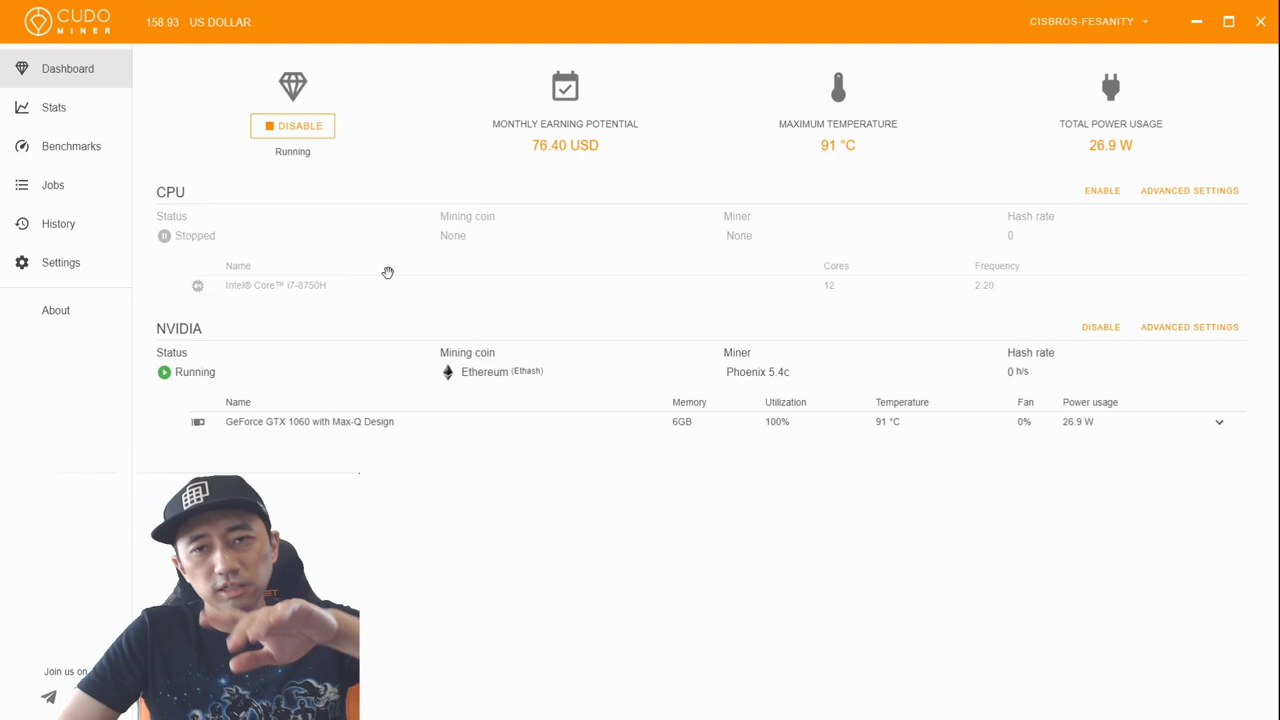 CUDO
MINER
158.93 US DOLLAR
CISBROS-FESANITY
Dashboard
Stats
Benchmarks
Jobs
History
Settings
About
Join us on
DISABLE
Running
MONTHLY EARNING POTENTIAL
76.40 USD
MAXIMUM TEMPERATURE
91 °C
TOTAL POWER USAGE
26.9 W
CPU
ENABLE ADVANCED SETTINGS
Status Mining coin Miner Hash rate
Stopped None None 0
Name Cores Frequency
Intel® Core™ i7-8750H 12 2.20
NVIDIA
DISABLE ADVANCED SETTINGS
Status Mining coin Miner Hash rate
Running Ethereum (Ethash) Phoenix 5.4c 0 h/s
Name Memory Utilization Temperature Fan Power usage
GeForce GTX 1060 with Max-Q Design 6GB 100% 91 °C 0% 26.9 W